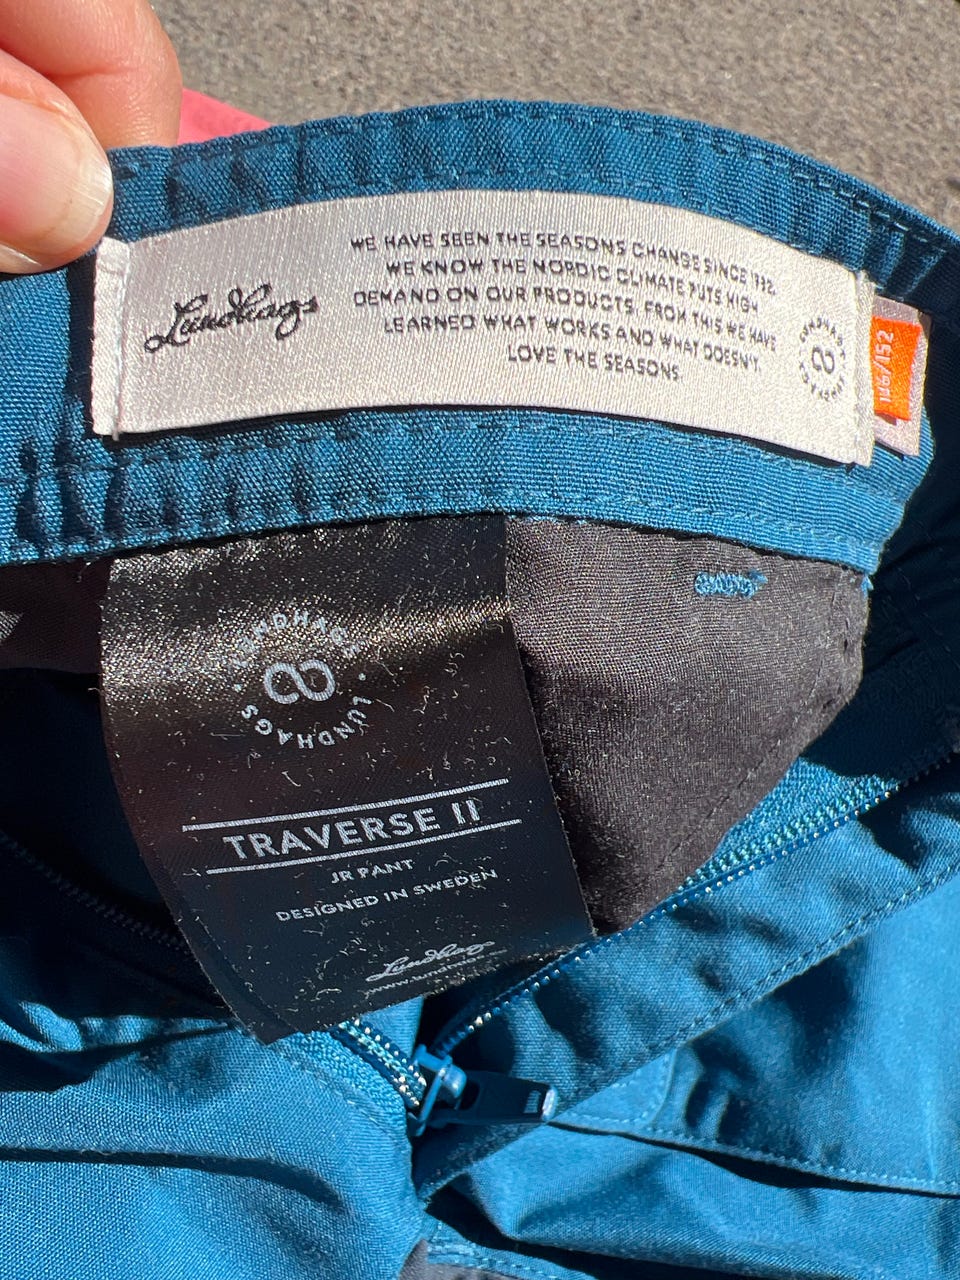 Lundhags
WE HAVE SEEN THE SEASONS CHANGE SINCE 1932.
WE KNOW THE NORDIC CLIMATE PUTS HIGH
DEMAND ON OUR PRODUCTS. FROM THIS WE HAVE
LEARNED WHAT WORKS AND WHAT DOESN'T.
LOVE THE SEASONS
LUNDHAGS
LUNDHAGS
146/152
LUNDHAGS
LUNDHAGS
TRAVERSE II
JR PANT
DESIGNED IN SWEDEN
Lundhags